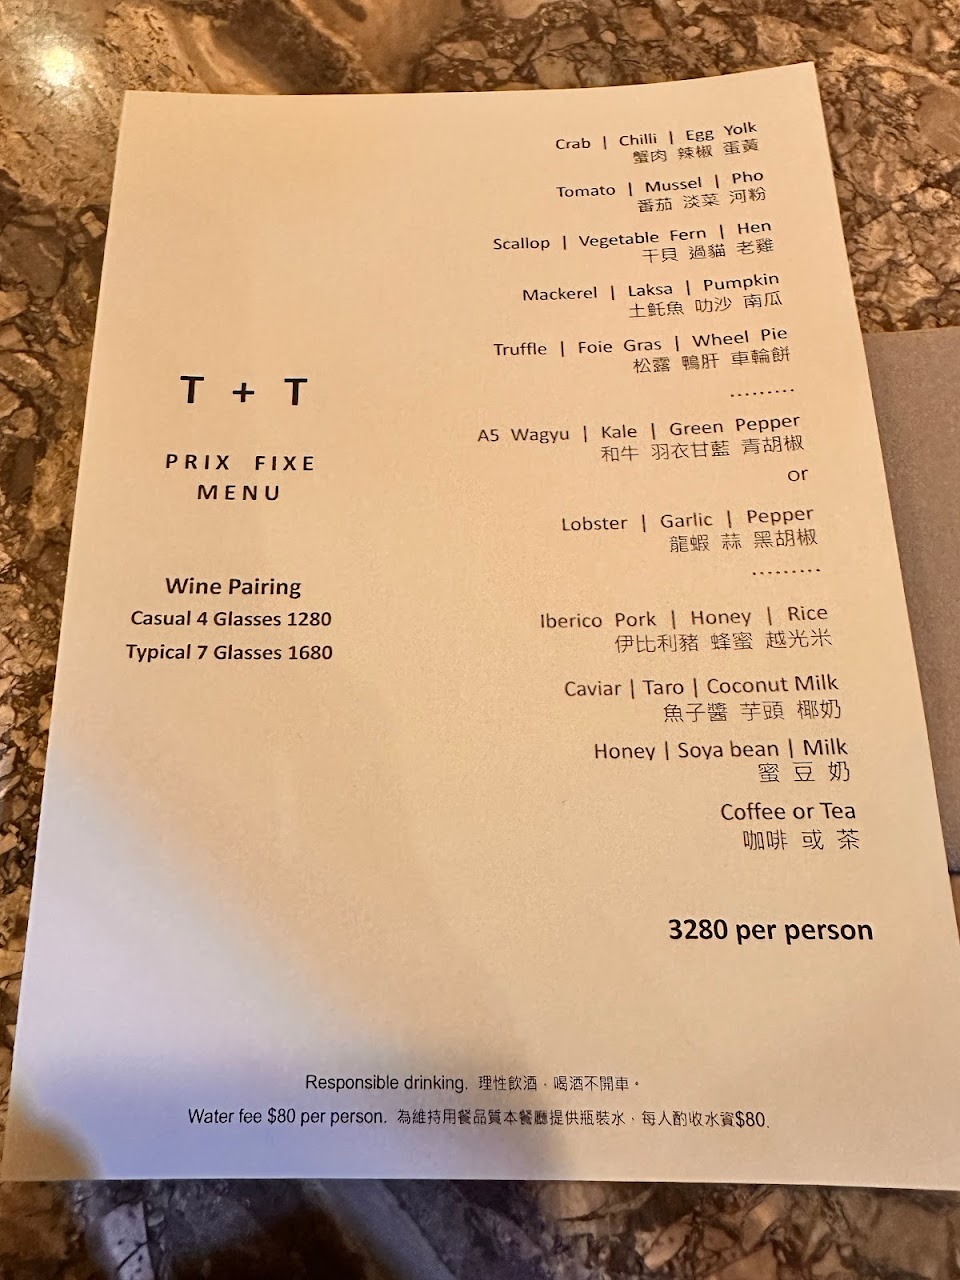 T + T
PRIX FIXE
MENU
Wine Pairing
Casual 4 Glasses 1280
Typical 7 Glasses 1680
Crab | Chilli | Egg Yolk
蟹肉 辣椒 蛋黃
Tomato | Mussel | Pho
番茄 淡菜 河粉
Scallop | Vegetable Fern | Hen
干貝 過貓 老雞
Mackerel | Laksa | Pumpkin
土魠魚 叻沙 南瓜
Truffle | Foie Gras | Wheel Pie
松露 鴨肝 車輪餅
.........
A5 Wagyu | Kale | Green Pepper
和牛 羽衣甘藍 青胡椒
or
Lobster | Garlic | Pepper
龍蝦 蒜 黑胡椒
.........
Iberico Pork | Honey | Rice
伊比利豬 蜂蜜 越光米
Caviar | Taro | Coconut Milk
魚子醬 芋頭 椰奶
Honey | Soya bean | Milk
蜜 豆 奶
Coffee or Tea
咖啡 或 茶
3280 per person
Responsible drinking. 理性飲酒，喝酒不開車。
Water fee $80 per person. 為維持用餐品質本餐廳提供瓶裝水，每人酌收水資$80.